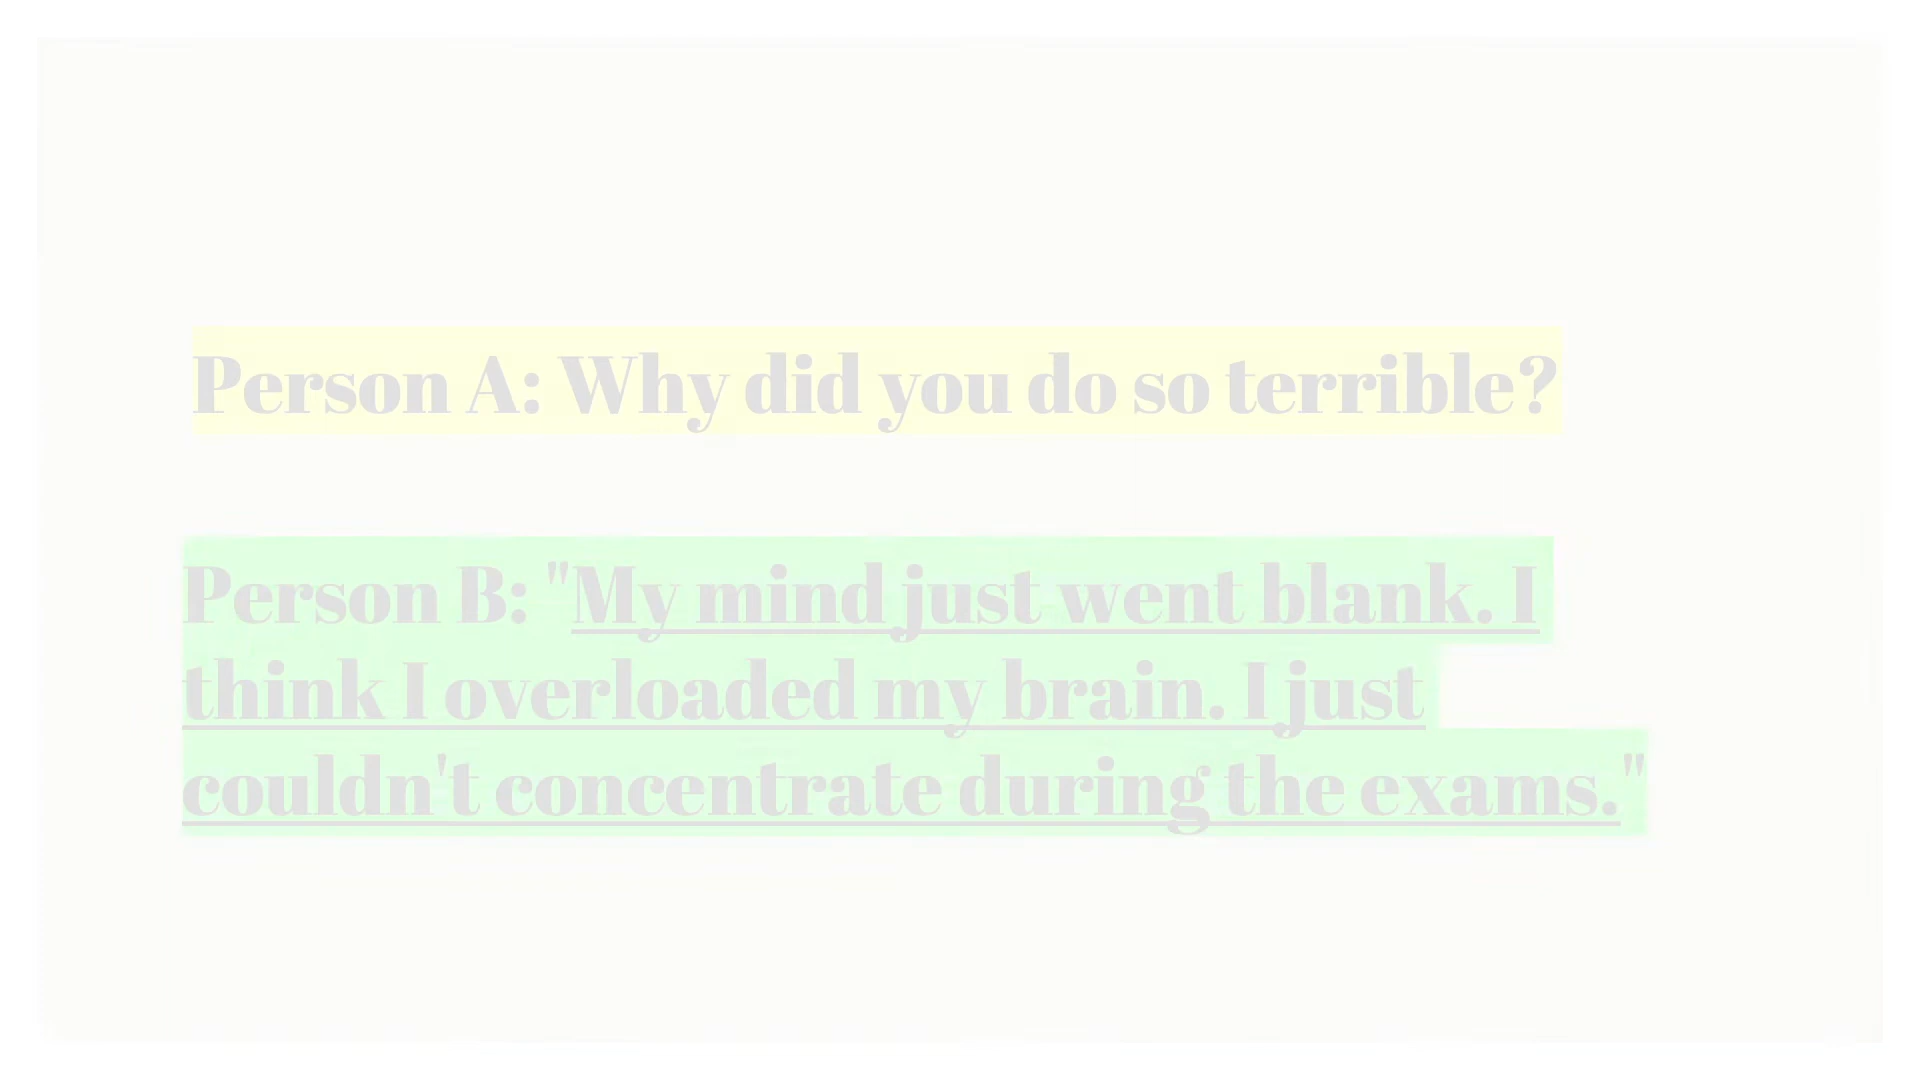 Person A: Why did you do so terrible?
Person B: "My mind just went blank. I
think I overloaded my brain. I just
couldn't concentrate during the exams."